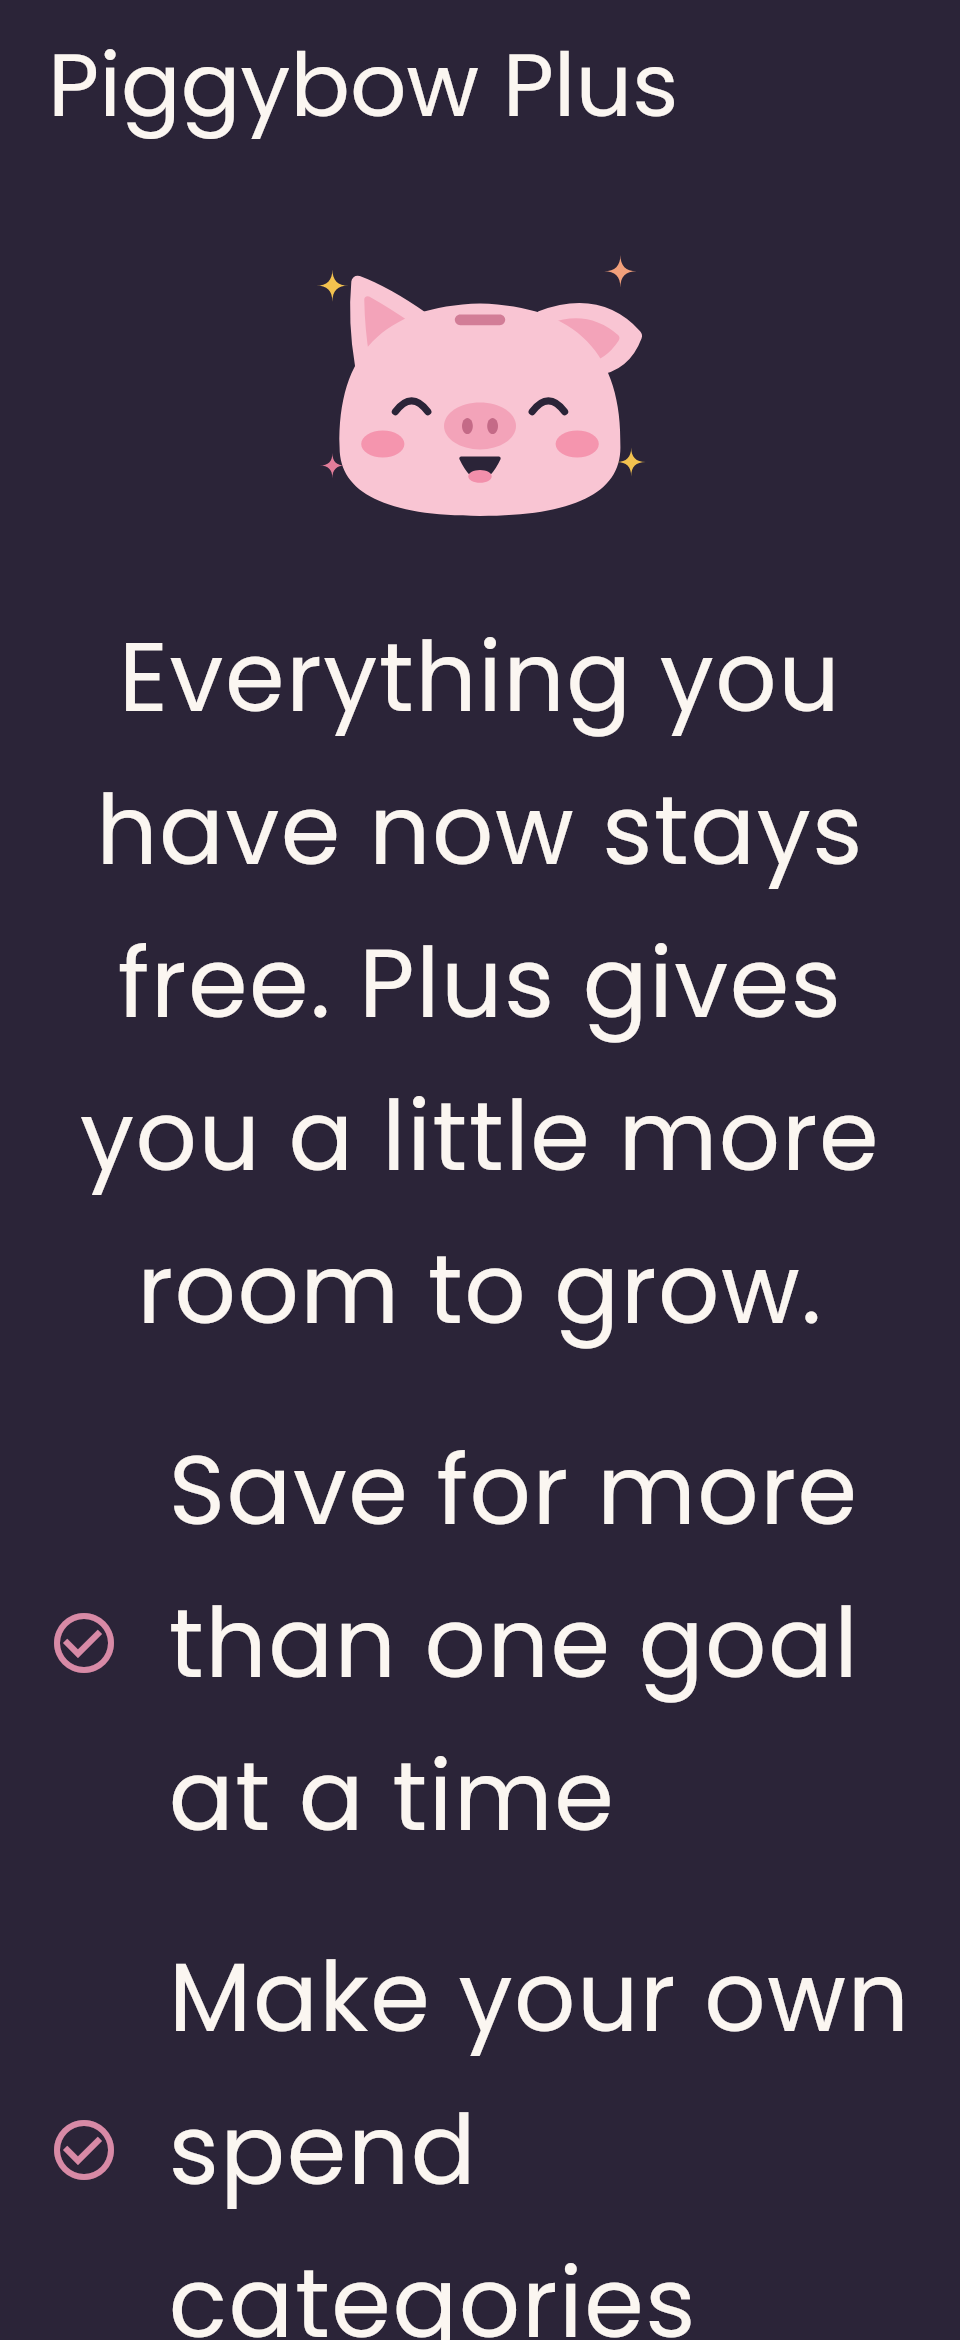 Piggybow Plus
Everything you
have now stays
free. Plus gives
you a little more
room to grow.
Save for more
than one goal
at a time
Make your own
spend
categories